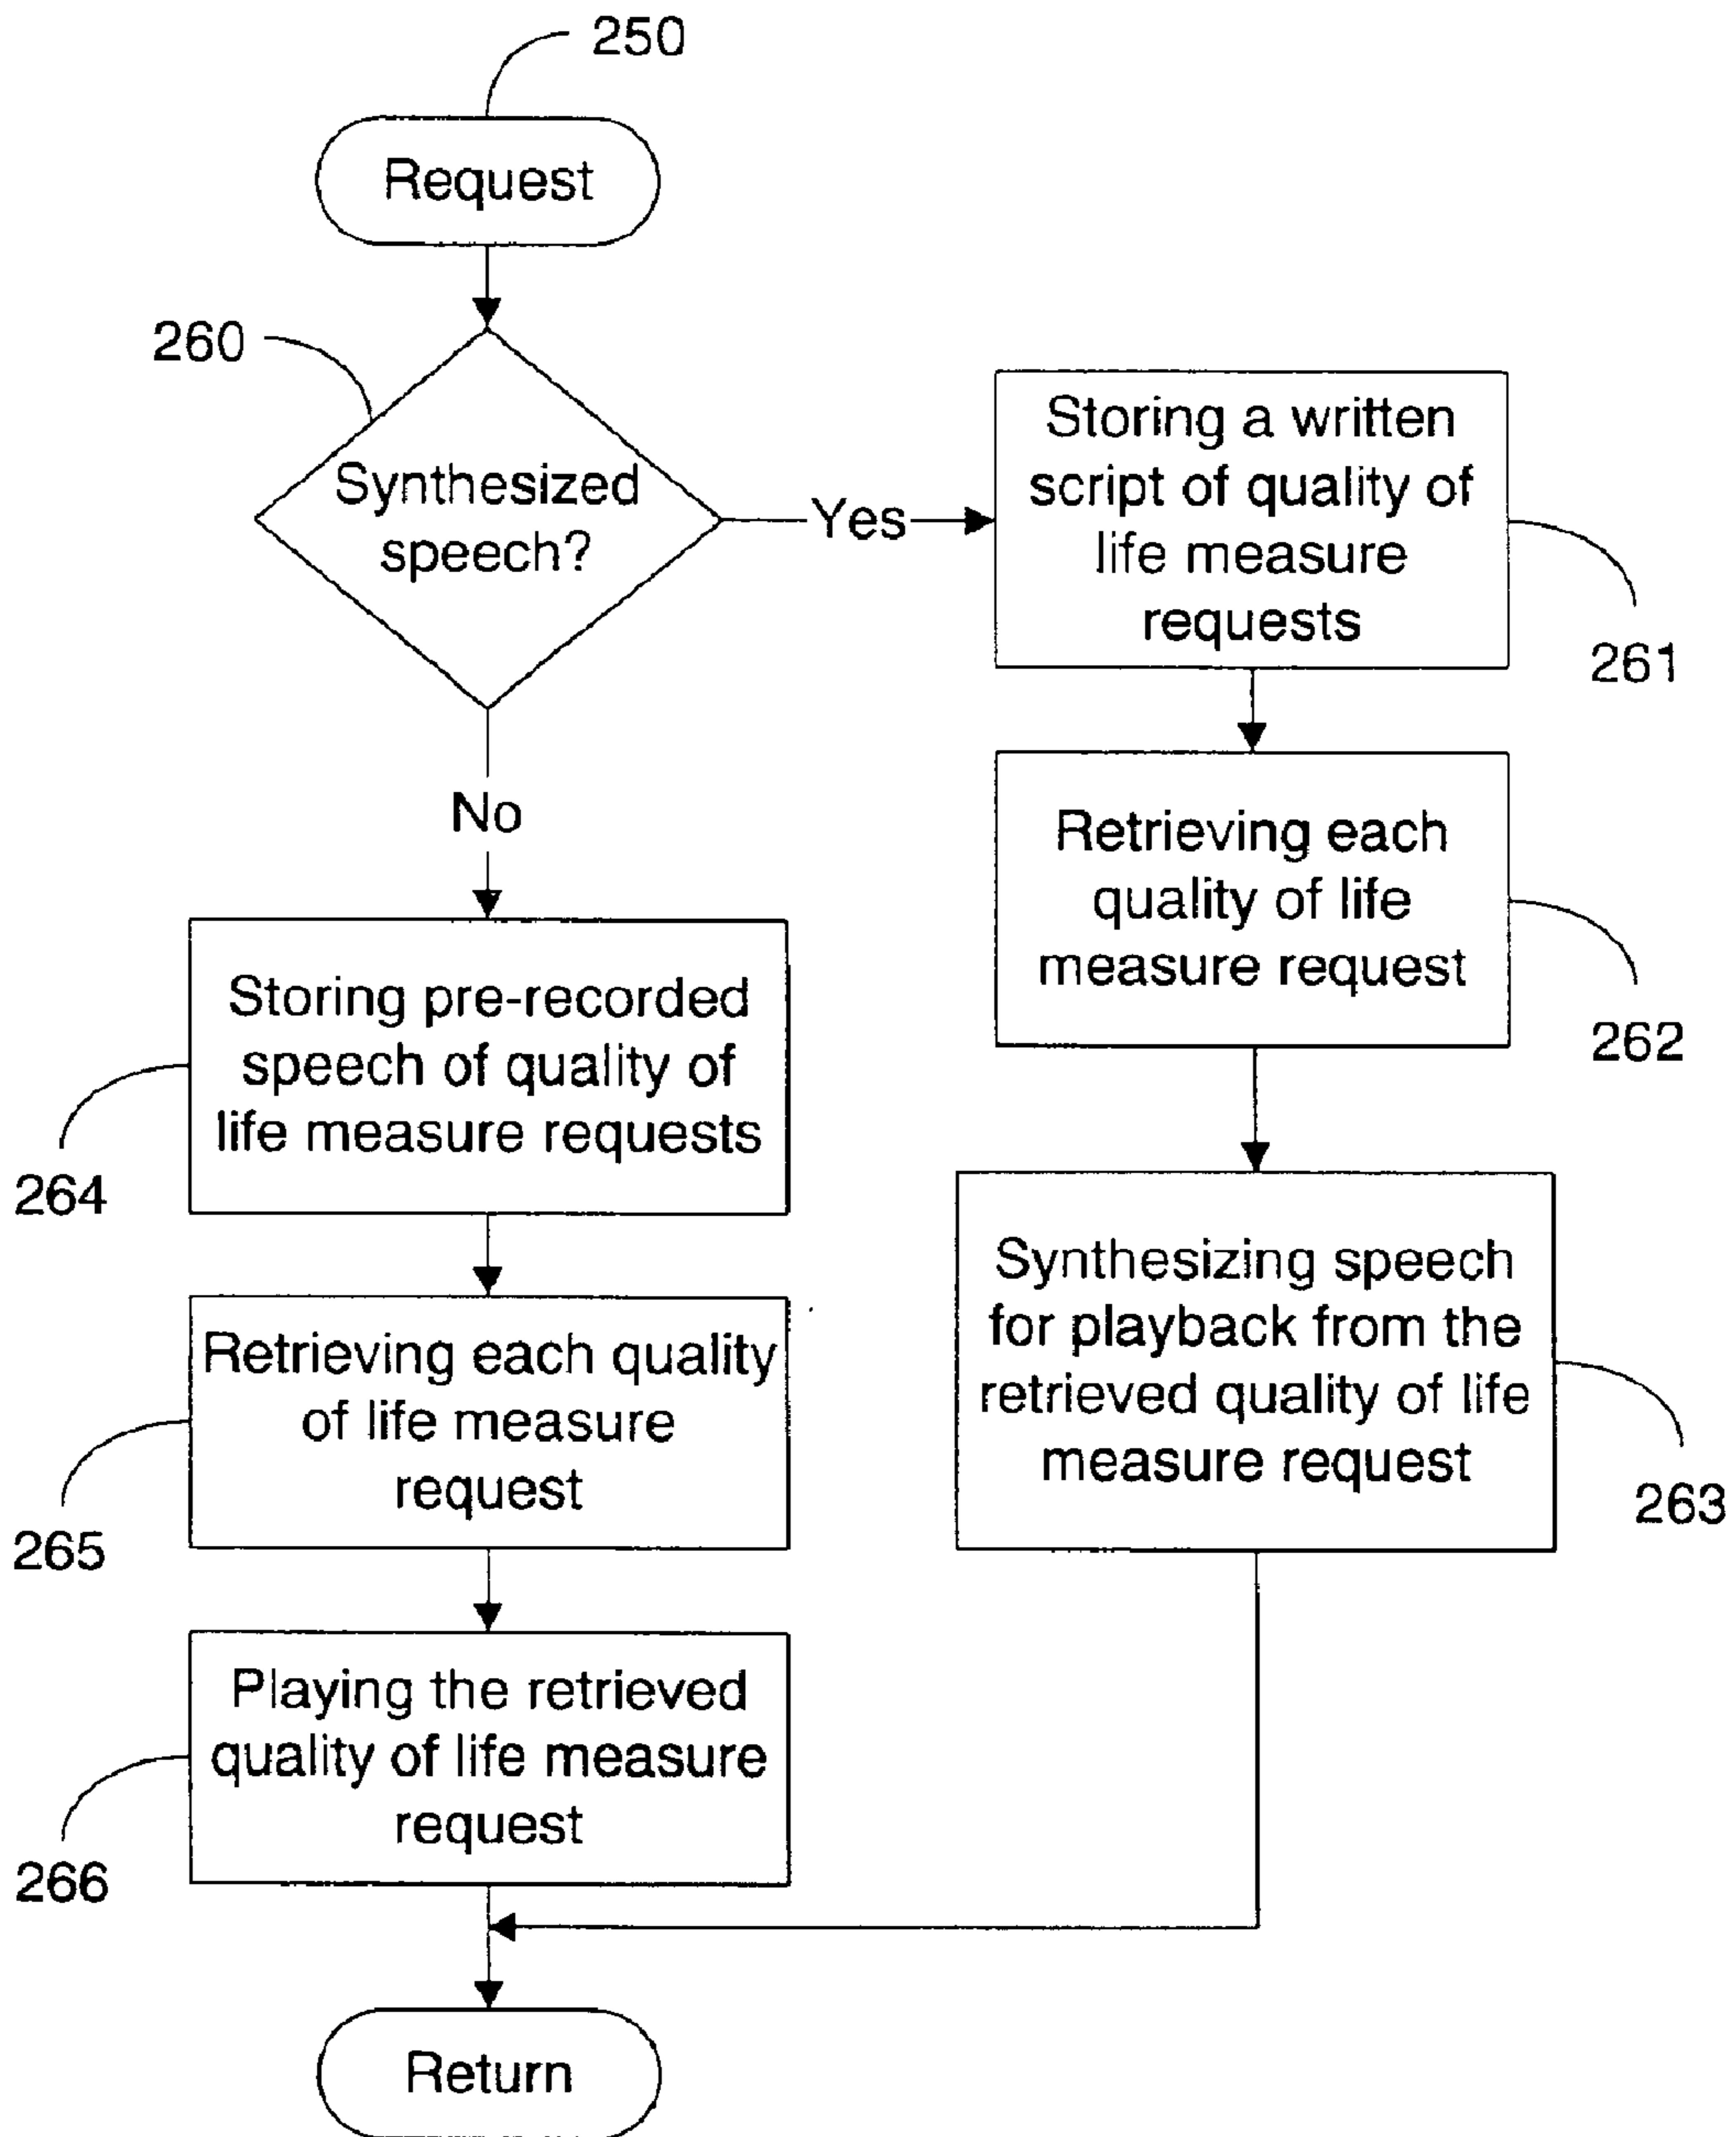 250
Request
260
Synthesized
speech?
Yes
Storing a written
script of quality of
life measure
requests
261
Retrieving each
quality of life
measure request
262
Synthesizing speech
for playback from the
retrieved quality of life
measure request
263
No
Storing pre-recorded
speech of quality of
life measure requests
264
Retrieving each quality
of life measure
request
265
Playing the retrieved
quality of life measure
request
266
Return